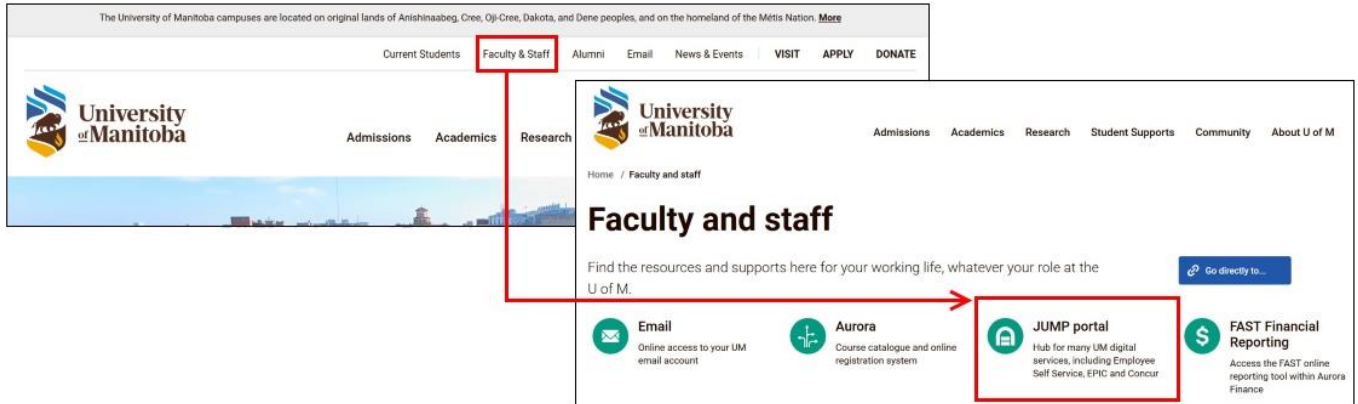 The University of Manitoba campuses are located on original lands of Anishinaabeg, Cree, Oji-Cree, Dakota, and Dene peoples, and on the homeland of the Métis Nation. More
Current Students Faculty & Staff Alumni Email News & Events VISIT APPLY DONATE
University
of Manitoba
Admissions Academics Research
University
of Manitoba
Admissions Academics Research Student Supports Community About U of M
Home / Faculty and staff
Faculty and staff
Find the resources and supports here for your working life, whatever your role at the
U of M.
Go directly to...
Email
Online access to your UM
email account
Aurora
Course catalogue and online
registration system
JUMP portal
Hub for many UM digital
services, including Employee
Self Service, EPIC and Concur
FAST Financial
Reporting
Access the FAST online
reporting tool within Aurora
Finance